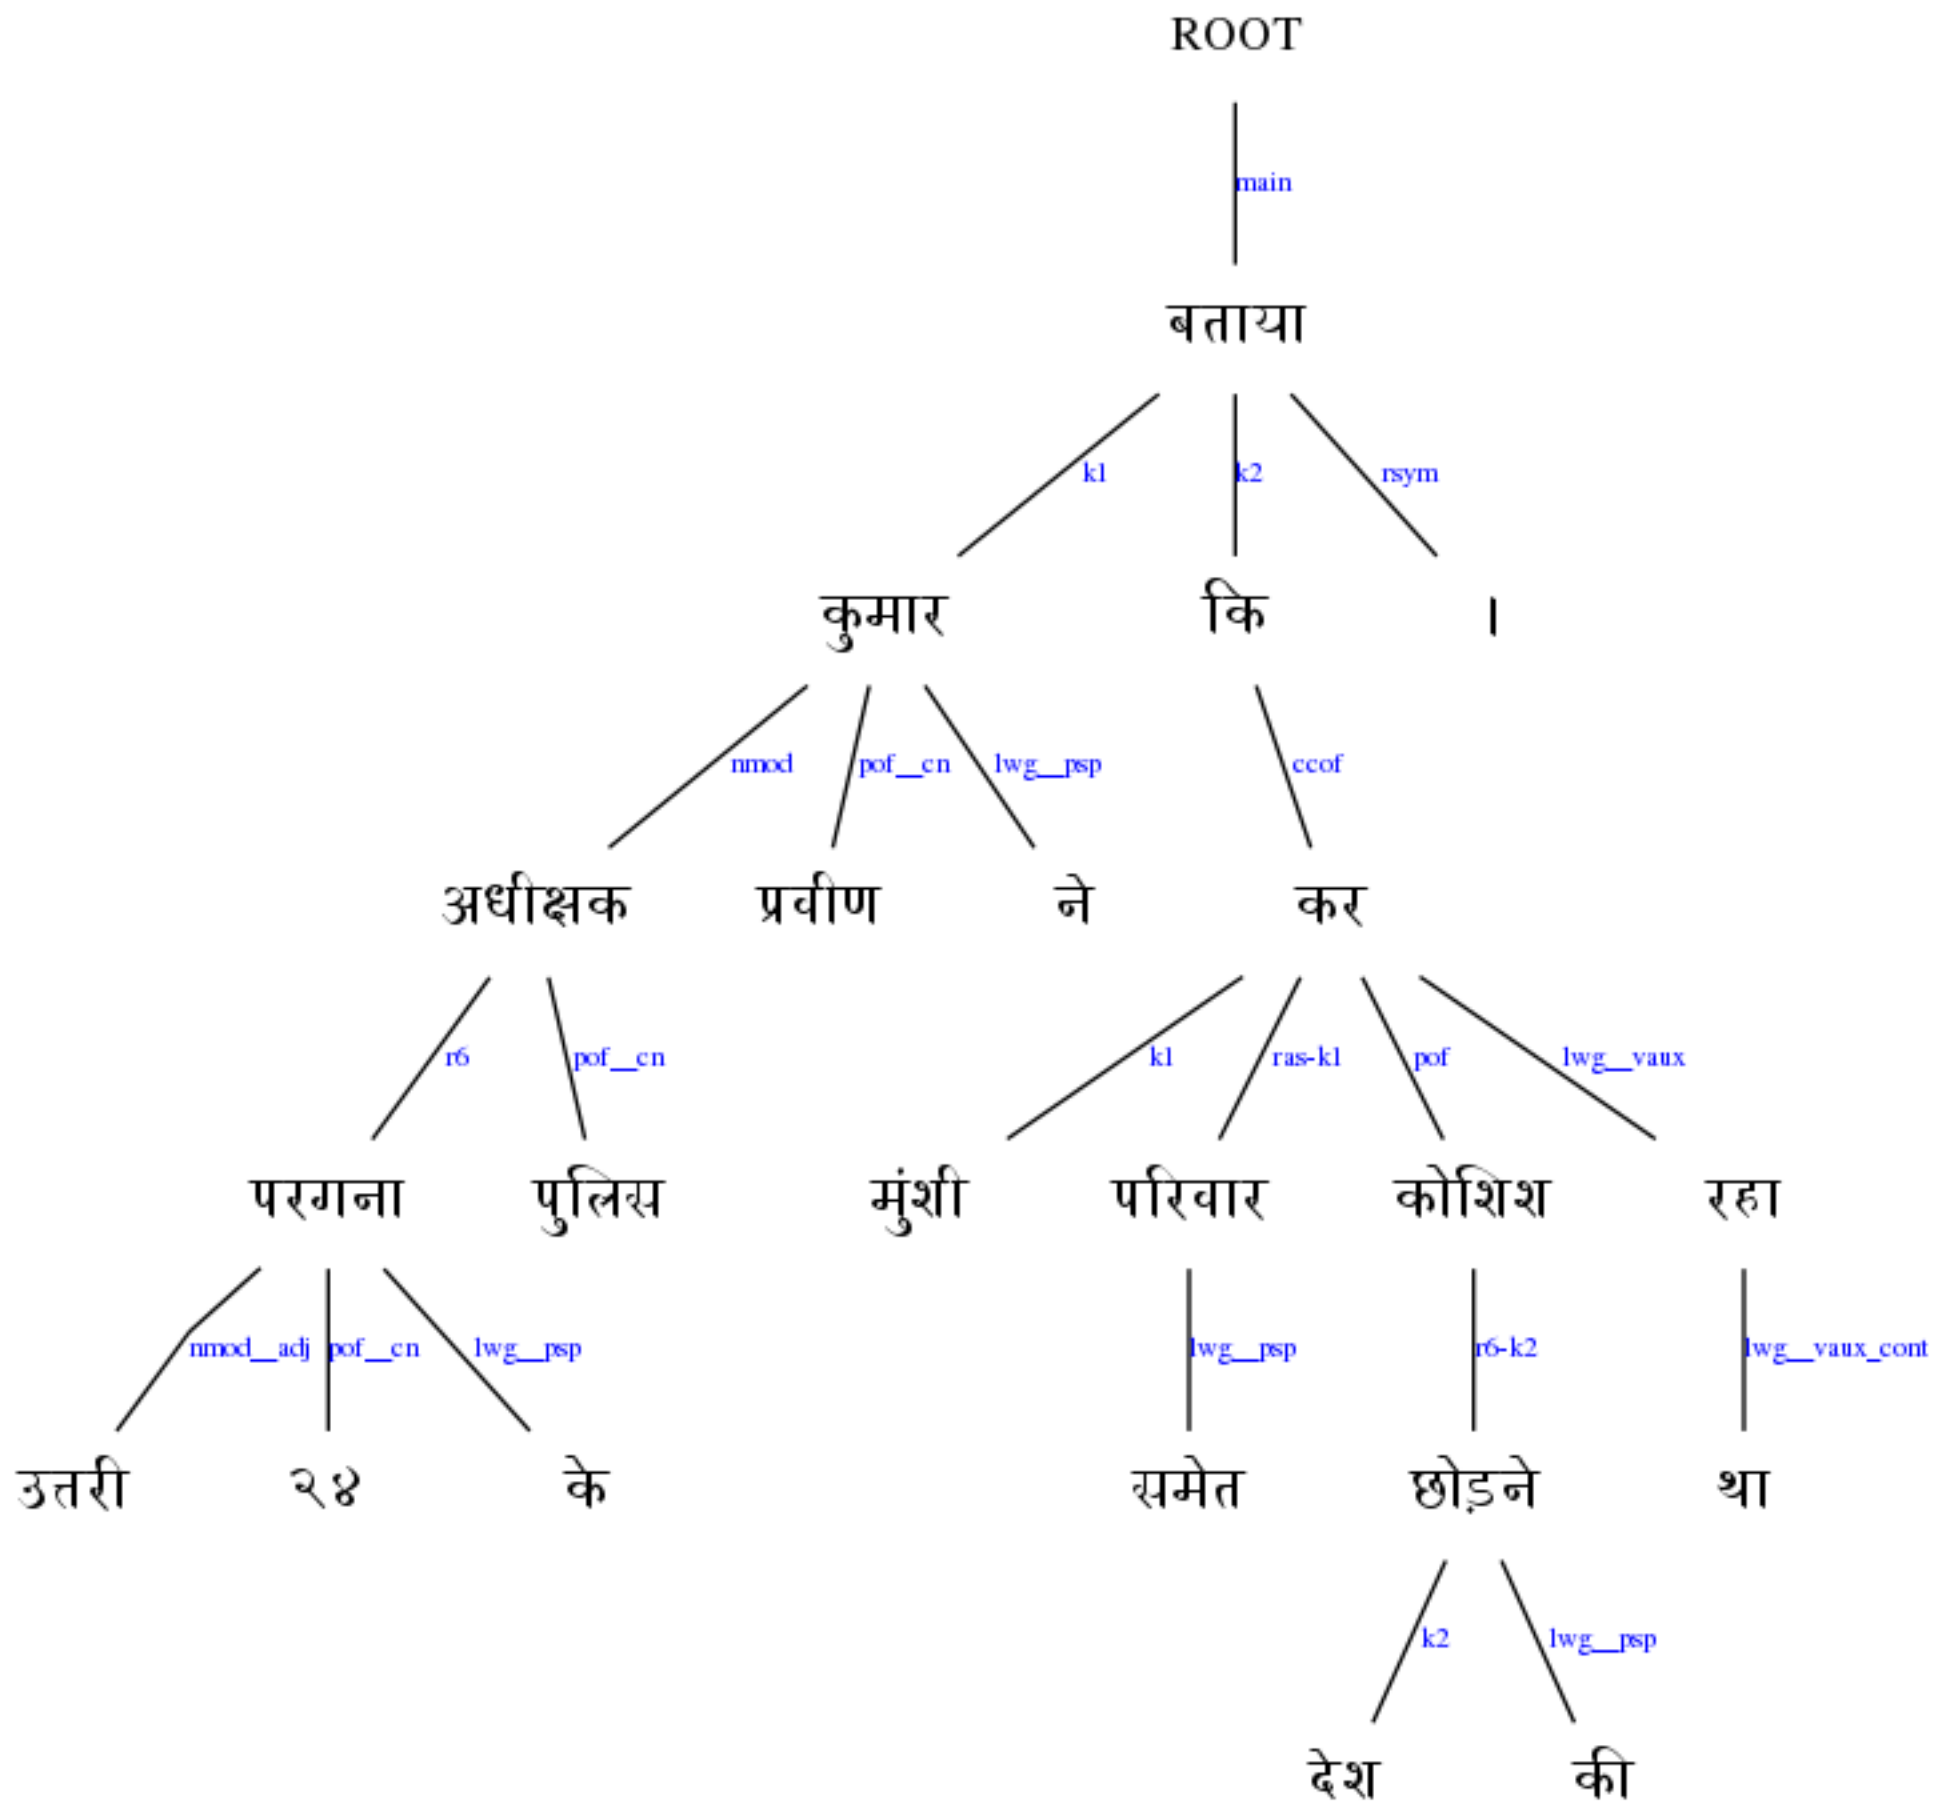 ROOT
main
बताया
k1 k2 rsym
कुमार कि ।
nmod pof__cn lwg__psp ccof
अधीक्षक प्रवीण ने कर
r6 pof__cn k1 ras-k1 pof lwg__vaux
परगना पुलिस मुंशी परिवार कोशिश रहा
nmod__adj pof__cn lwg__psp lwg__psp r6-k2 lwg__vaux_cont
उत्तरी २४ के समेत छोड़ने था
k2 lwg__psp
देश की